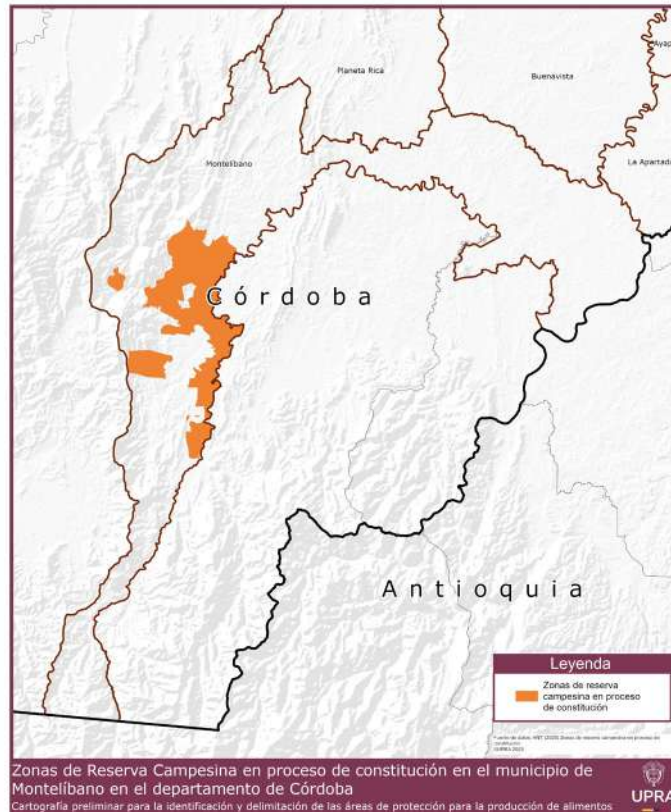 Planeta Rica
Buenavista
Ayap
Montelíbano
La Apartada
Córdoba
Antioquia
Leyenda
Zonas de reserva
campesina en proceso
de constitución
Zonas de Reserva Campesina en proceso de constitución en el municipio de
Montelíbano en el departamento de Córdoba
Cartografía preliminar para la identificación y delimitación de las áreas de protección para la producción de alimentos
UPRA